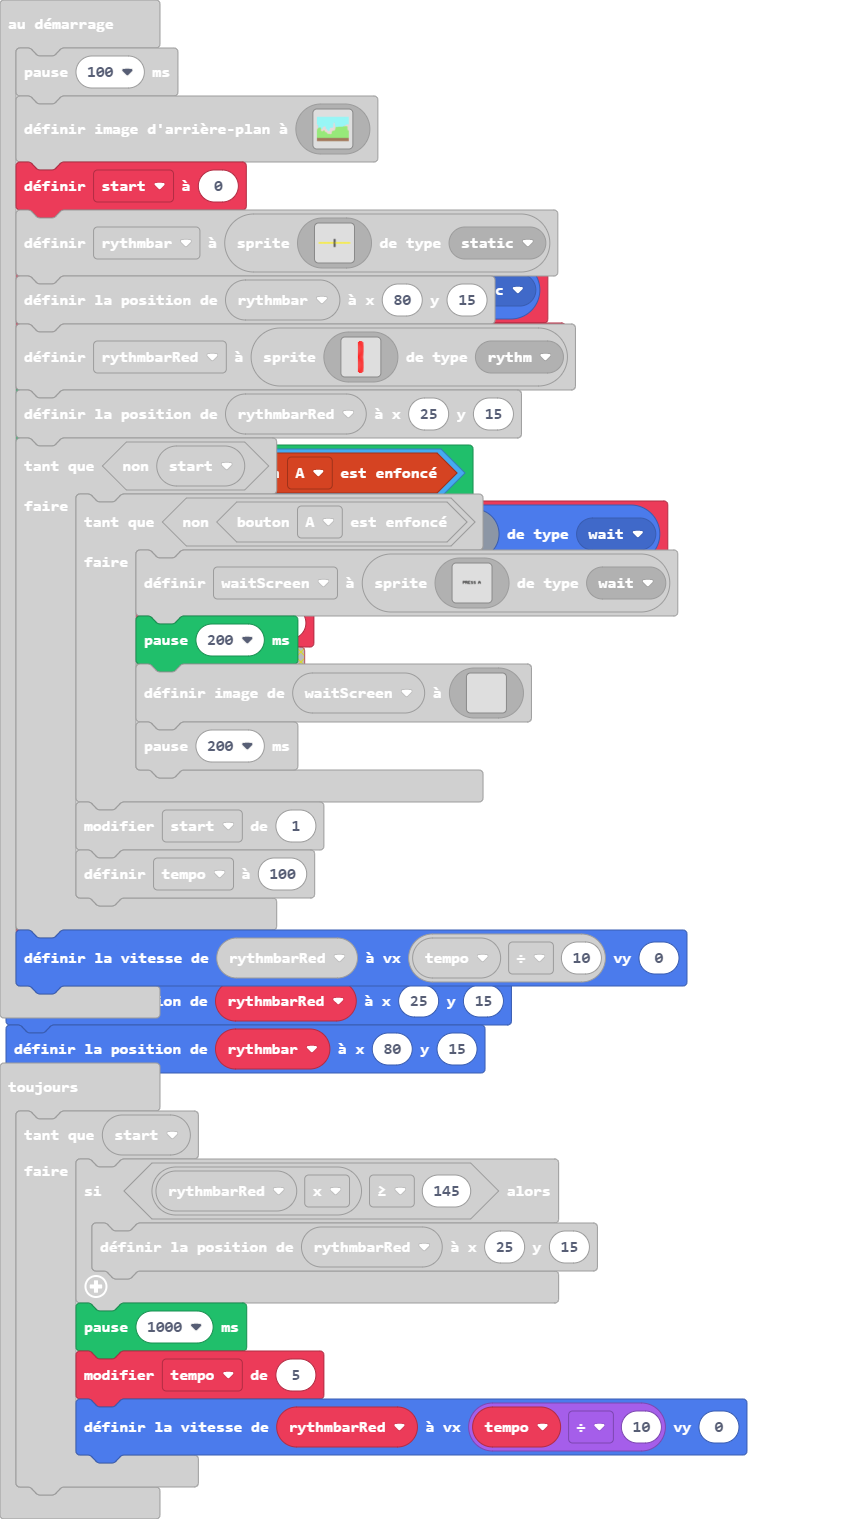 au démarrage
pause 100 ms
définir image d'arrière-plan à
définir start à 0
définir rythmbar à sprite de type static
définir la position de rythmbar à x 80 y 15
définir rythmbarRed à sprite de type rythm
définir la position de rythmbarRed à x 25 y 15
tant que non start A est enfoncé
faire
tant que non bouton A est enfoncé de type wait
faire
définir waitScreen à sprite PRESS A de type wait
pause 200 ms
définir image de waitScreen à
pause 200 ms
modifier start de 1
définir tempo à 100
définir la vitesse de rythmbarRed à vx tempo ÷ 10 vy 0
ion de rythmbarRed à x 25 y 15
définir la position de rythmbar à x 80 y 15
toujours
tant que start
faire
si rythmbarRed x ≥ 145 alors
définir la position de rythmbarRed à x 25 y 15
pause 1000 ms
modifier tempo de 5
définir la vitesse de rythmbarRed à vx tempo ÷ 10 vy 0